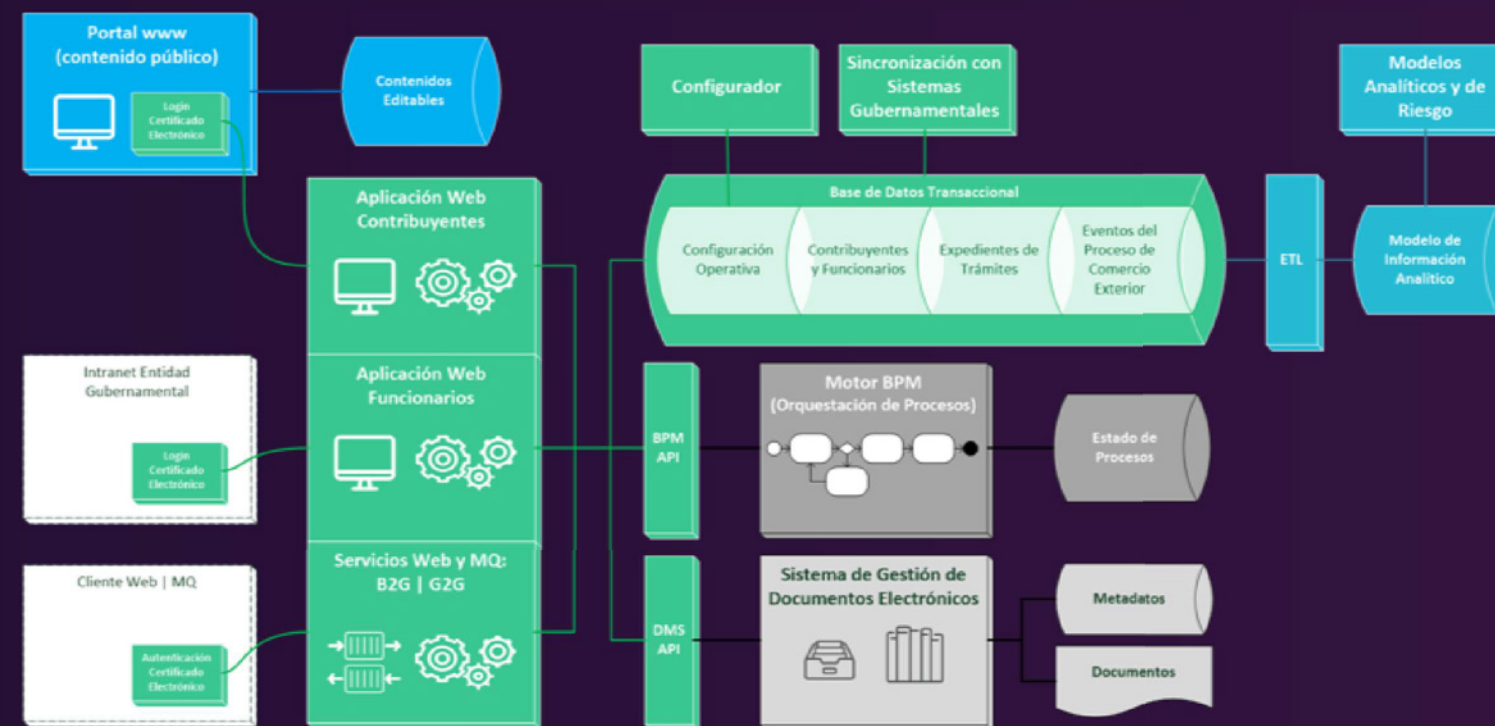 Portal www
(contenido público)
Login
Certificado
Electrónico
Contenidos
Editables
Configurador
Sincronización con
Sistemas
Gubernamentales
Modelos
Analíticos y de
Riesgo
Aplicación Web
Contribuyentes
Base de Datos Transaccional
Configuración
Operativa
Contribuyentes
y Funcionarios
Expedientes de
Trámites
Eventos del
Proceso de
Comercio
Exterior
ETL
Modelo de
Información
Analítico
Intranet Entidad
Gubernamental
Login
Certificado
Electrónico
Aplicación Web
Funcionarios
BPM
API
Motor BPM
(Orquestación de Procesos)
Estado de
Procesos
Cliente Web | MQ
Autenticación
Certificado
Electrónico
Servicios Web y MQ:
B2G | G2G
DMS
API
Sistema de Gestión de
Documentos Electrónicos
Metadatos
Documentos